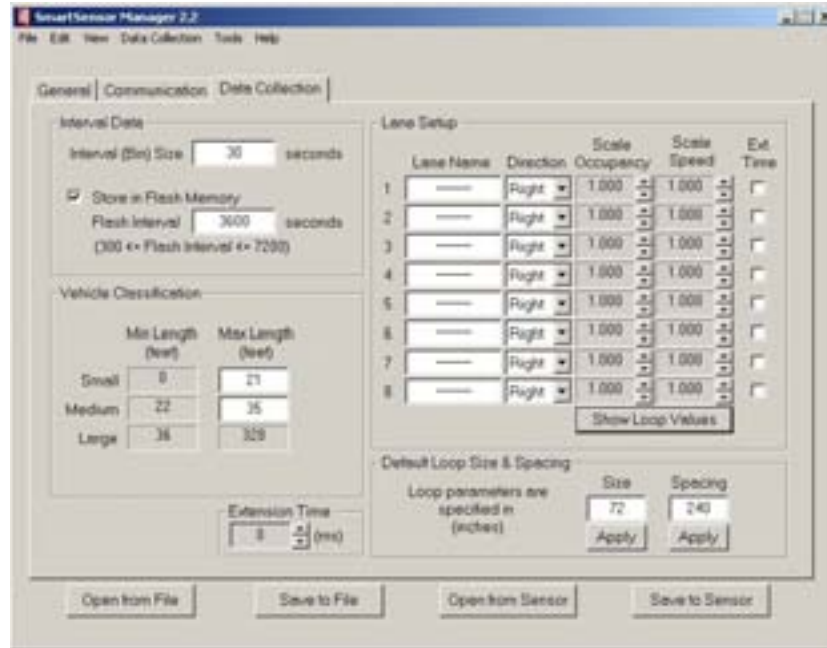 SmartSensor Manager 2.2
File Edit View Data Collection Tools Help
General Communication Data Collection
Interval Data
Interval (Bin) Size 30 seconds
Store in Flash Memory
Flash Interval 3600 seconds
(300 <= Flash Interval <= 7200)
Vehicle Classification
Min Length (feet) Max Length (feet)
Small 0 21
Medium 22 35
Large 36 328
Extension Time
0 (ms)
Lane Setup
Lane Name Direction Scale Occupancy Scale Speed Ext. Time
1 ------- Right 1.000 1.000
2 ------- Right 1.000 1.000
3 ------- Right 1.000 1.000
4 ------- Right 1.000 1.000
5 ------- Right 1.000 1.000
6 ------- Right 1.000 1.000
7 ------- Right 1.000 1.000
8 ------- Right 1.000 1.000
Show Loop Values
Default Loop Size & Spacing
Loop parameters are
specified in
(inches)
Size Spacing
72 240
Apply Apply
Open from File Save to File Open from Sensor Save to Sensor